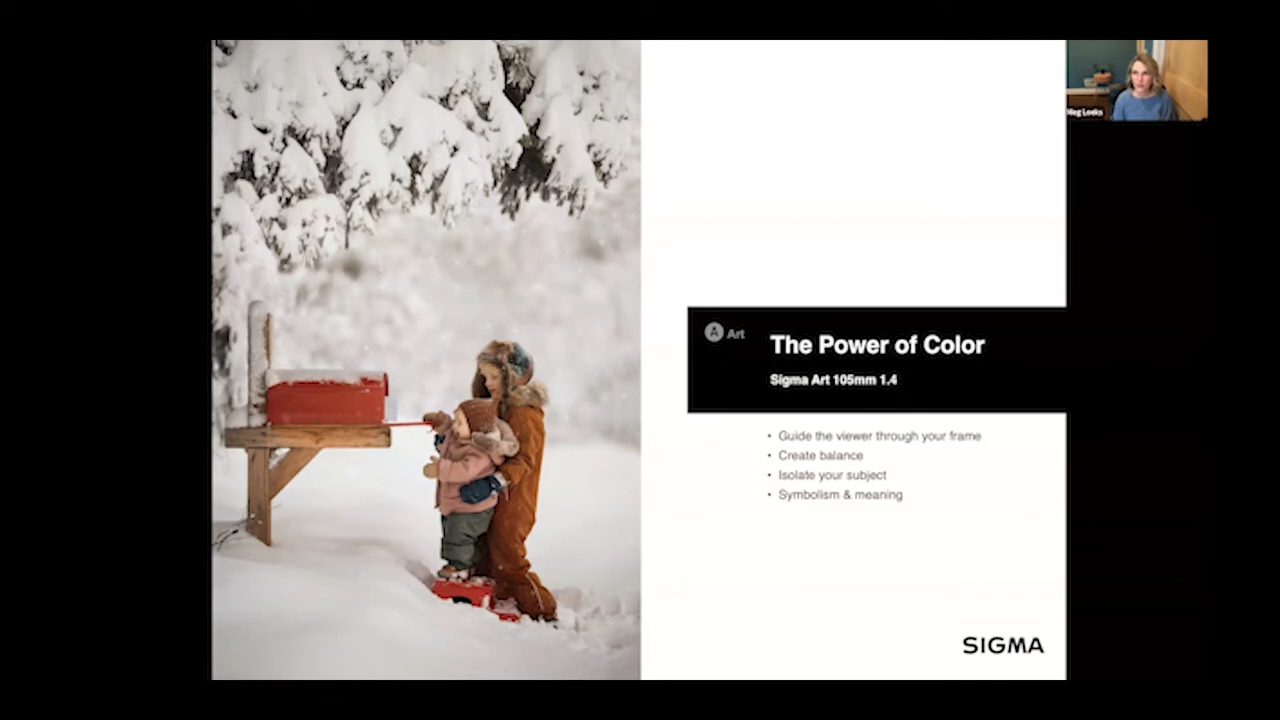 Meg Loeks
A Art
The Power of Color
Sigma Art 105mm 1.4
• Guide the viewer through your frame
• Create balance
• Isolate your subject
• Symbolism & meaning
SIGMA